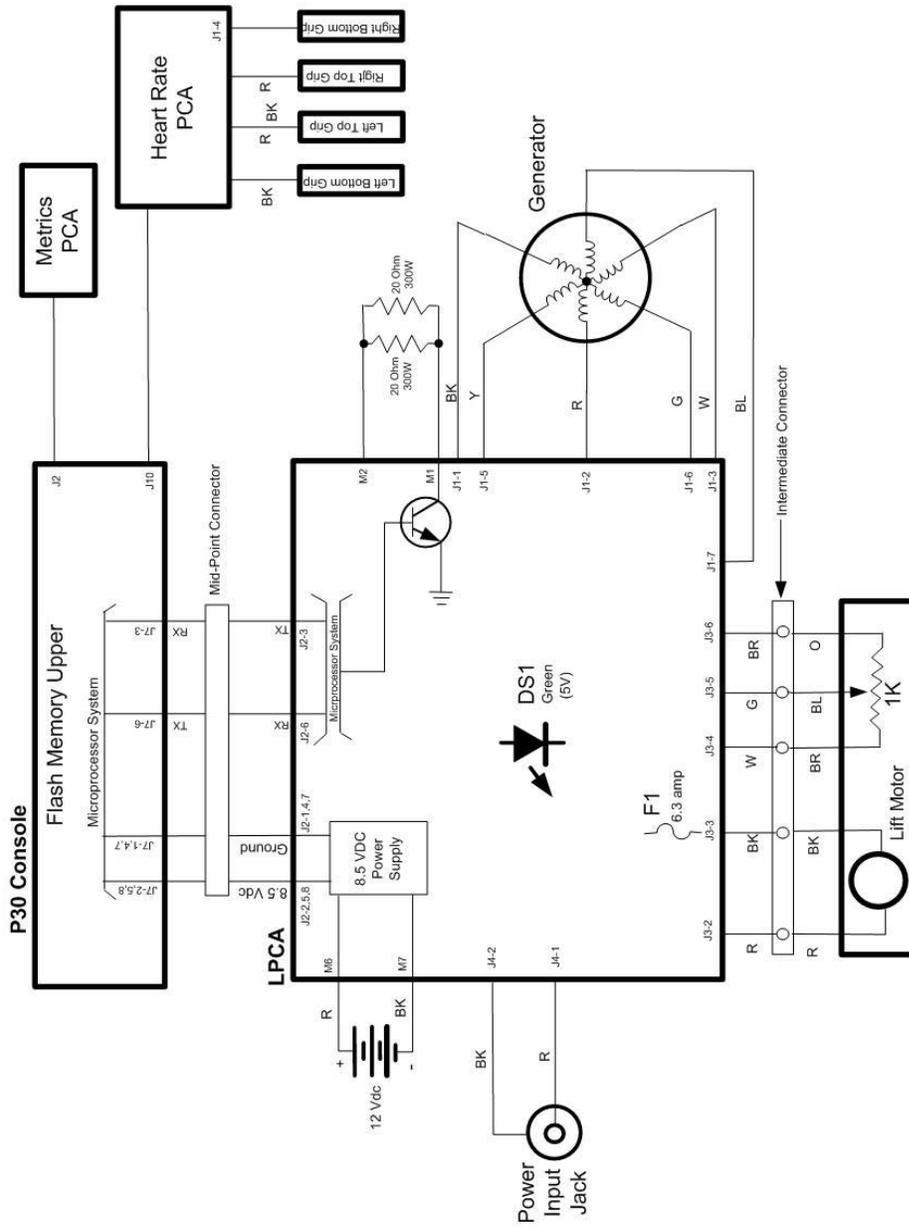 P30 Console
Flash Memory Upper
Microprocessor System
J2
J10
J7-2,5,8
J7-1,4,7
J7-6
J7-3
TX
RX
Mid-Point Connector
Metrics
PCA
Heart Rate
PCA
J1-4
BK
R
BK
R
Left Bottom Grip
Left Top Grip
Rigjt Top Grip
Right Bottom Grip
8.5 Vdc
Ground
RX
TX
LPCA
J2-2,5,8
J2-1,4,7
J2-6
J2-3
Micrprocessor System
8.5 VDC
Power
Supply
M6
M7
R
BK
+
-
12 Vdc
M2
M1
20 Ohm
300W
20 Ohm
300W
J1-1
J1-5
J1-2
J1-6
J1-3
J1-7
BK
Y
R
G
W
BL
Generator
J4-2
J4-1
BK
R
Power
Input
Jack
DS1
Green
(5V)
F1
6.3 amp
J3-2
J3-3
J3-4
J3-5
J3-6
R
BK
W
G
BR
Intermediate Connector
R
BK
BR
BL
O
Lift Motor
1K